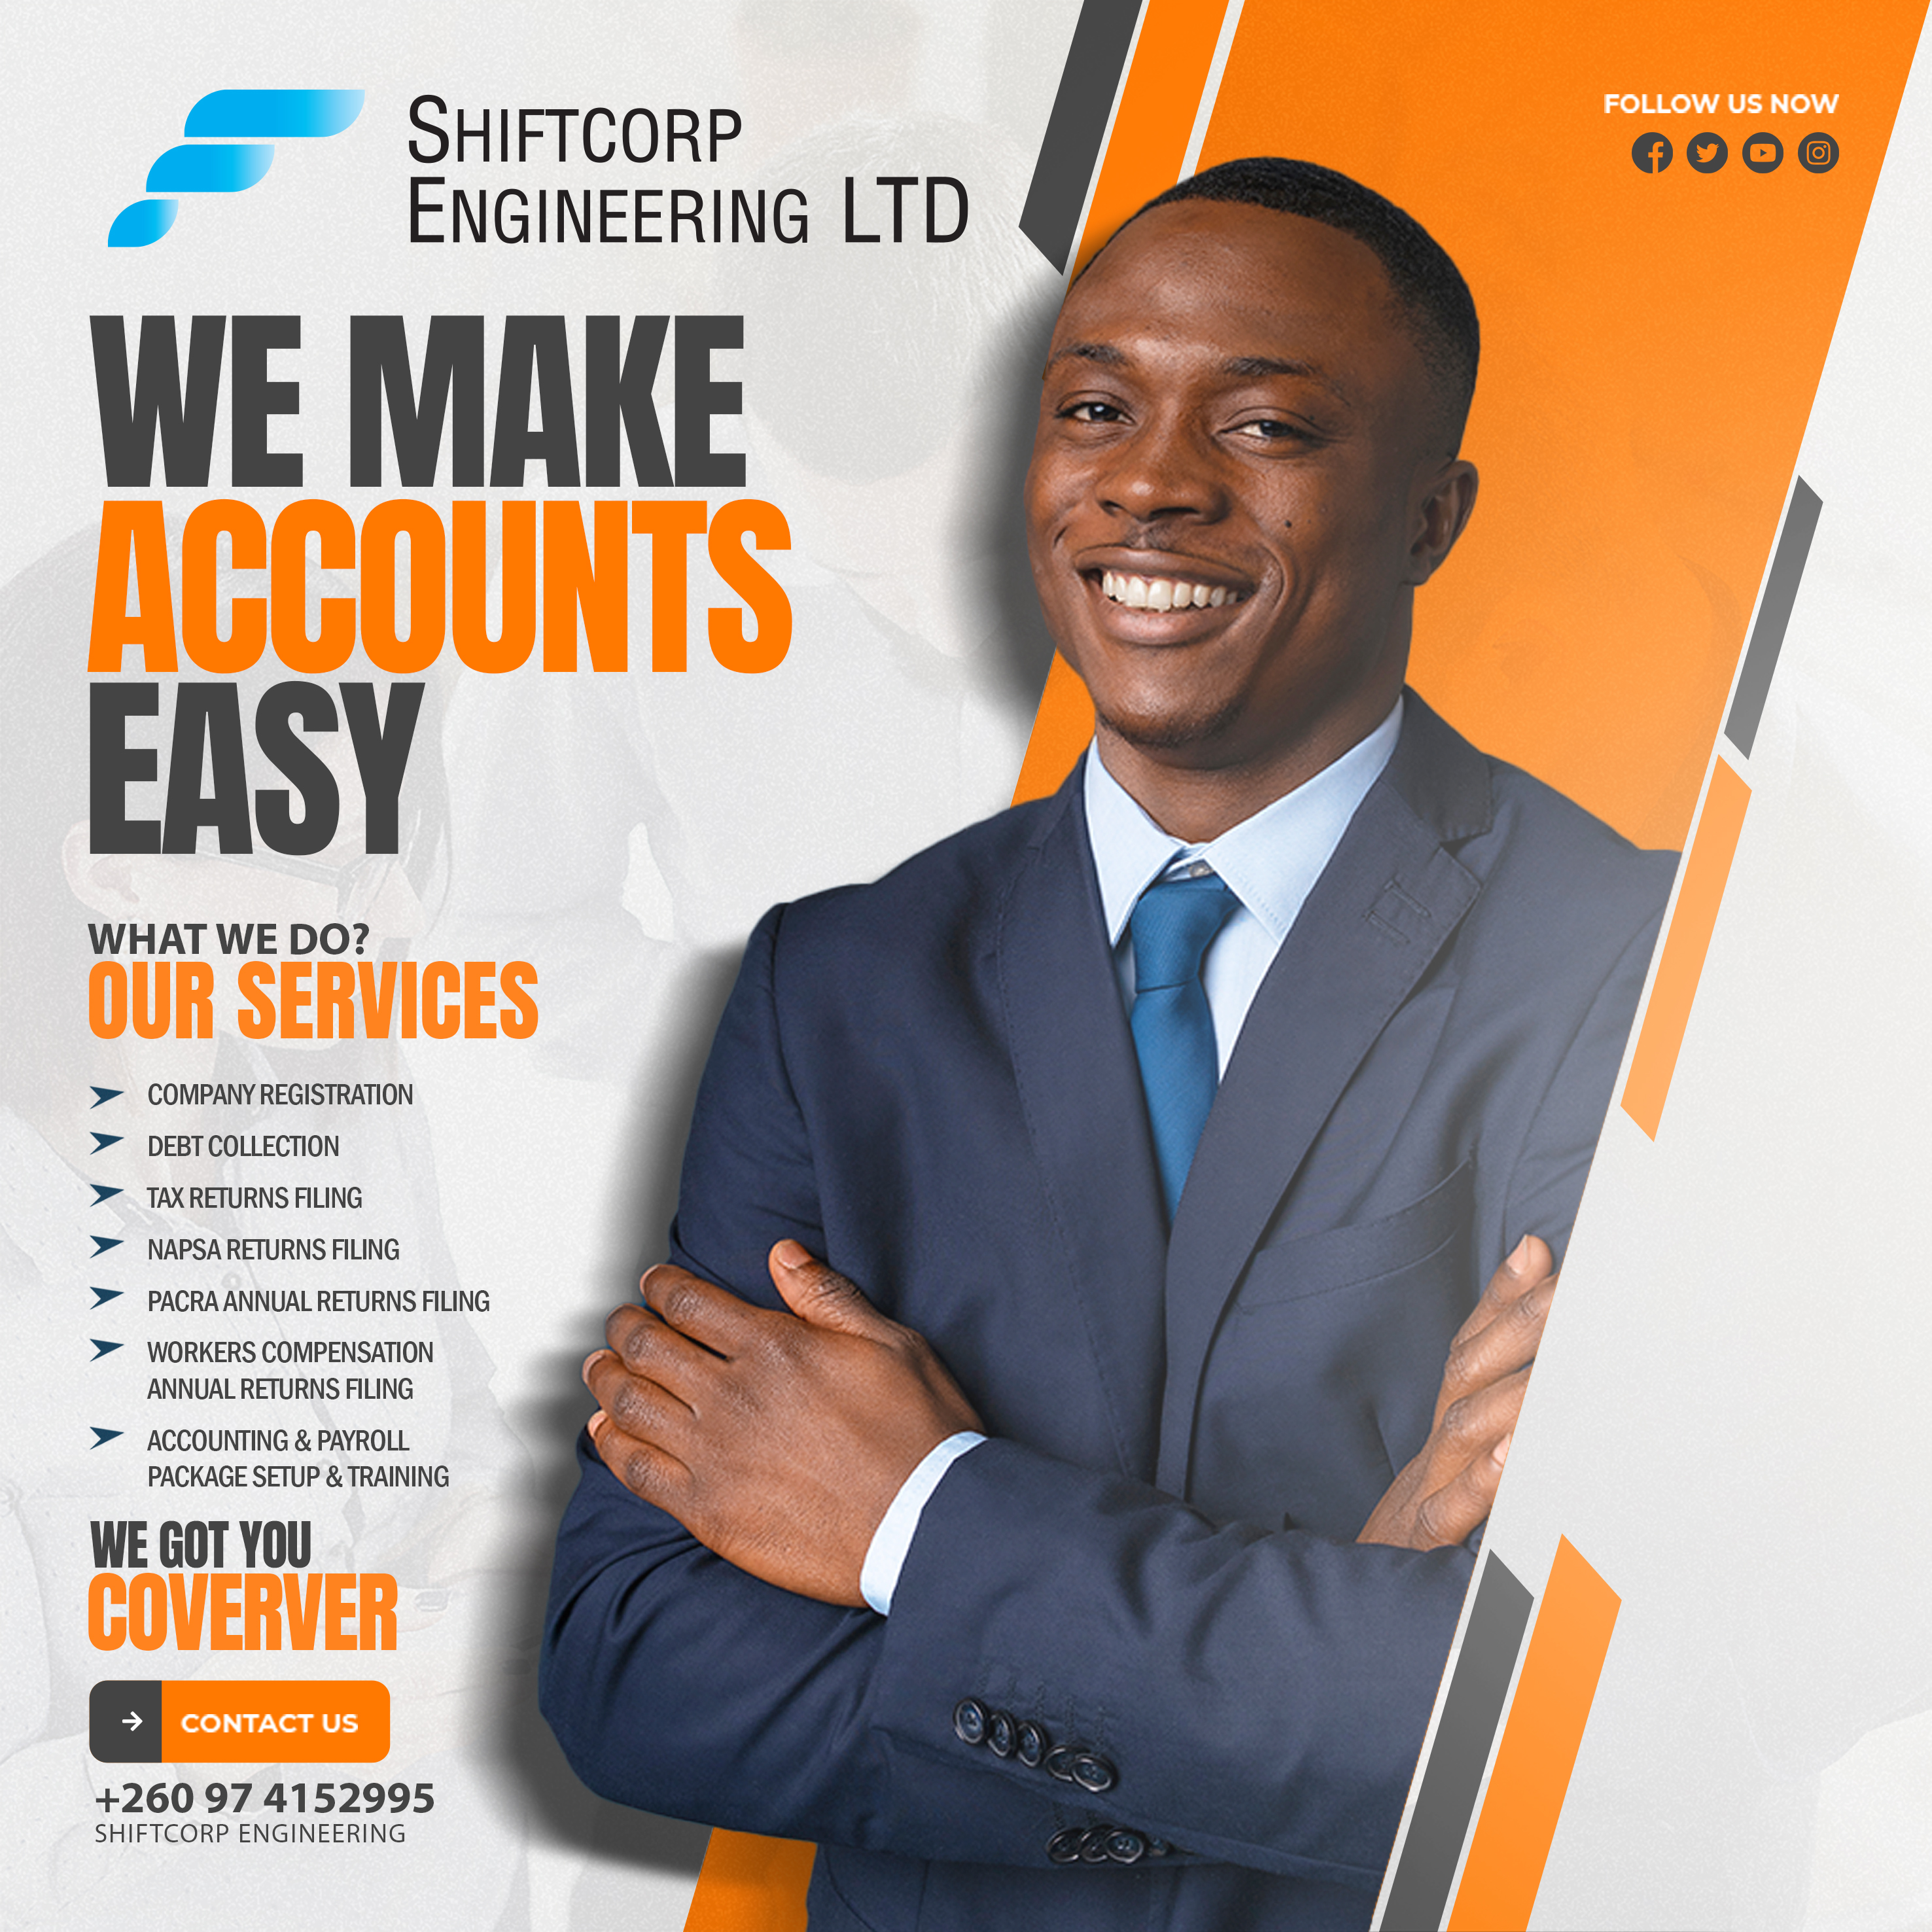 SHIFTCORP
ENGINEERING LTD
FOLLOW US NOW
WE MAKE
ACCOUNTS
EASY
WHAT WE DO?
OUR SERVICES
COMPANY REGISTRATION
DEBT COLLECTION
TAX RETURNS FILING
NAPSA RETURNS FILING
PACRA ANNUAL RETURNS FILING
WORKERS COMPENSATION
ANNUAL RETURNS FILING
ACCOUNTING & PAYROLL
PACKAGE SETUP & TRAINING
WE GOT YOU
COVERVER
CONTACT US
+260 97 4152995
SHIFTCORP ENGINEERING